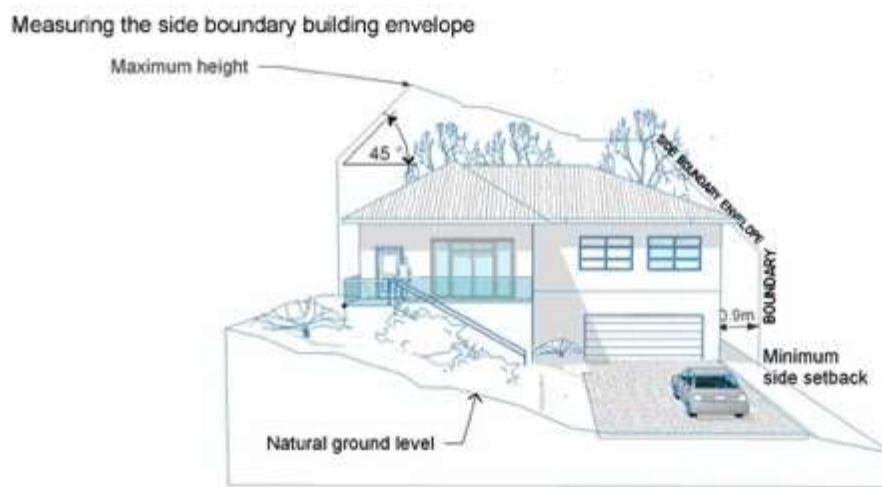 Measuring the side boundary building envelope
Maximum height
45 °
SIDE BOUNDARY ENVELOPE
BOUNDARY
0.9m
Minimum
side setback
Natural ground level